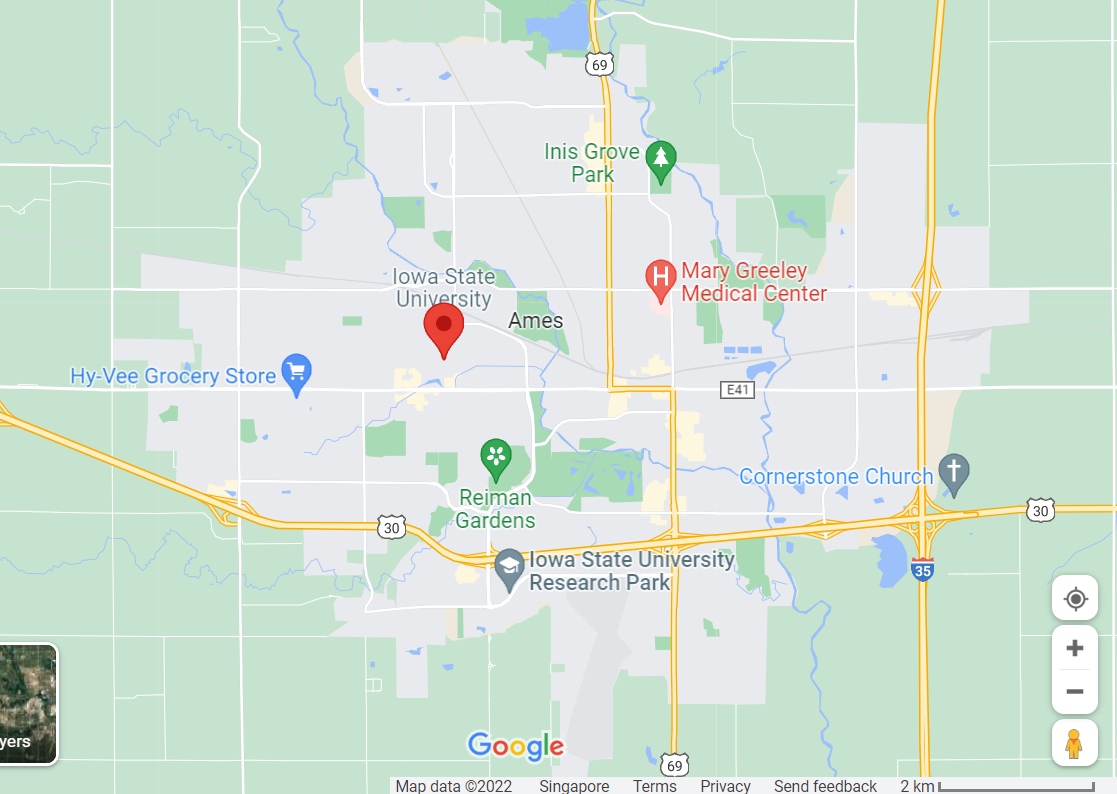 69
Inis Grove
Park
Iowa State
University
Mary Greeley
Medical Center
H
Ames
Hy-Vee Grocery Store
E41
Reiman
Gardens
Cornerstone Church
30
30
Iowa State University
Research Park
35
yers
Google
69
Map data ©2022 Singapore Terms Privacy Send feedback 2 km